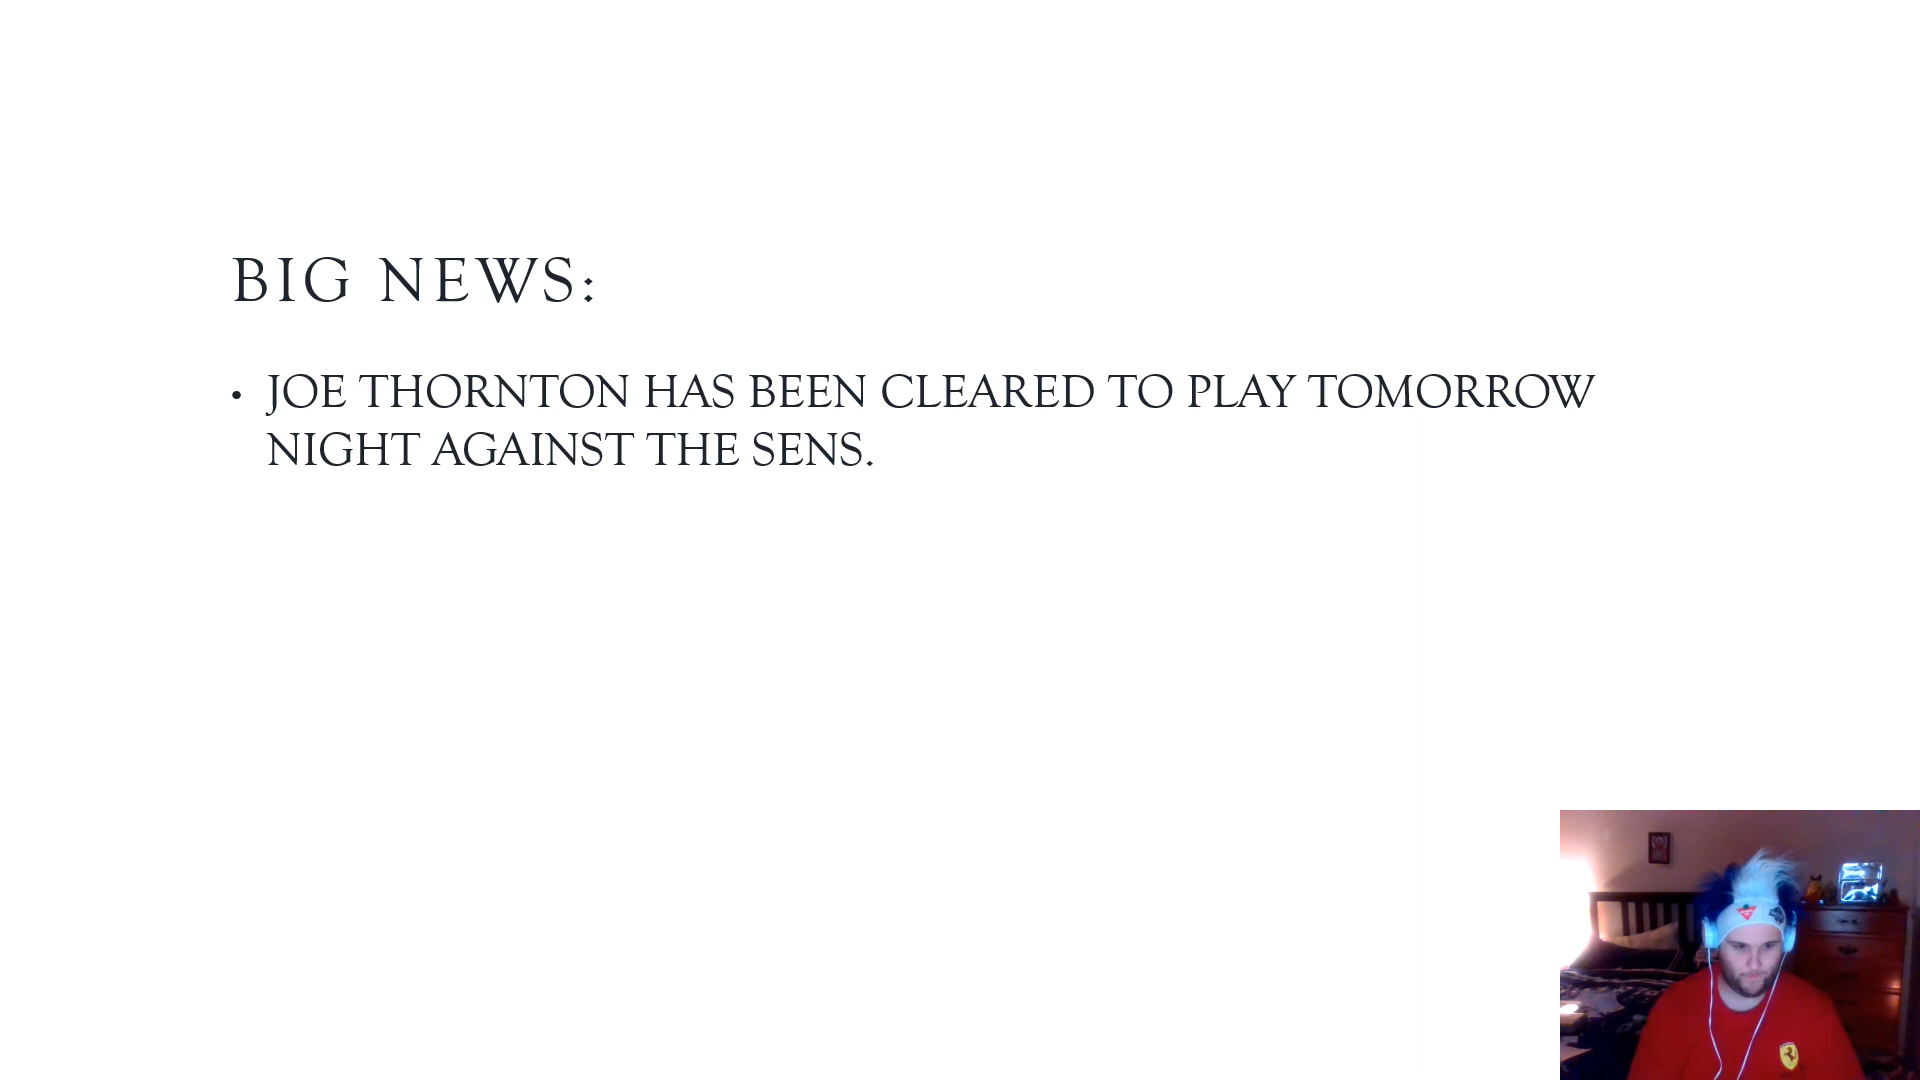 BIG NEWS:
• JOE THORNTON HAS BEEN CLEARED TO PLAY TOMORROW
NIGHT AGAINST THE SENS.